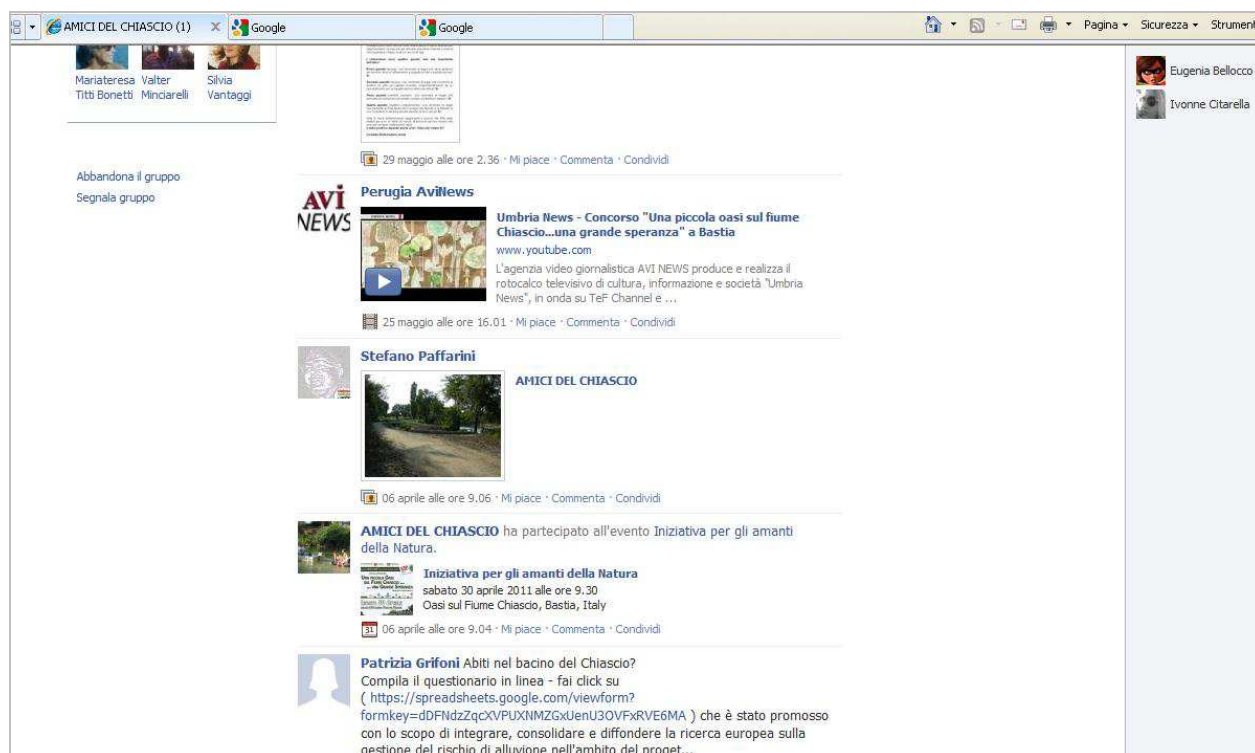 AMICI DEL CHIASCIO (1)
Google
Google
Pagina
Sicurezza
Strument
Mariateresa Titti Bonetti
Valter Minciarelli
Silvia Vantaggi
Abbandona il gruppo
Segnala gruppo
29 maggio alle ore 2.36 · Mi piace · Commenta · Condividi
AVI NEWS
Perugia AviNews
Umbria News - Concorso "Una piccola oasi sul fiume
Chiascio...una grande speranza" a Bastia
www.youtube.com
L'agenzia video giornalistica AVI NEWS produce e realizza il
rotocalco televisivo di cultura, informazione e società "Umbria
News", in onda su TeF Channel e ...
25 maggio alle ore 16.01 · Mi piace · Commenta · Condividi
Stefano Paffarini
AMICI DEL CHIASCIO
06 aprile alle ore 9.06 · Mi piace · Commenta · Condividi
AMICI DEL CHIASCIO ha partecipato all'evento Iniziativa per gli amanti
della Natura.
Iniziativa per gli amanti della Natura
sabato 30 aprile 2011 alle ore 9.30
Oasi sul Fiume Chiascio, Bastia, Italy
31
06 aprile alle ore 9.04 · Mi piace · Commenta · Condividi
Patrizia Grifoni Abiti nel bacino del Chiascio?
Compila il questionario in linea - fai click su
( https://spreadsheets.google.com/viewform?
formkey=dDFNdzZqcXVPUXNMZGxUenU3OVFxRVE6MA ) che è stato promosso
con lo scopo di integrare, consolidare e diffondere la ricerca europea sulla
gestione del rischio di alluvione nell'ambito del proget...
Eugenia Bellocco
Ivonne Citarella